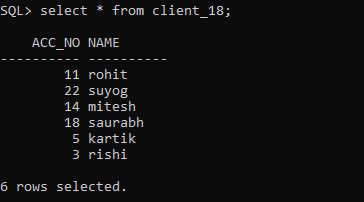 SQL> select * from client_18;
    ACC_NO NAME
---------- ----------
        11 rohit
        22 suyog
        14 mitesh
        18 saurabh
         5 kartik
         3 rishi
6 rows selected.